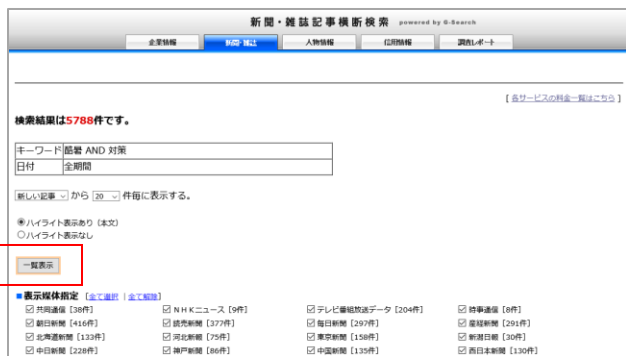 新聞・雑誌記事横断検索 powered by G-Search
企業情報 新聞・雑誌 人物情報 信用情報 調査レポート
[ 各サービスの料金一覧はこちら ]
検索結果は5788件です。
キーワード 酷暑 AND 対策
日付 全期間
新しい記事 から 20 件毎に表示する。
ハイライト表示あり（本文）
ハイライト表示なし
一覧表示
■表示媒体指定 [全て選択 | 全て解除]
共同通信 [38件] ＮＨＫニュース [9件] テレビ番組放送データ [204件] 時事通信 [8件]
朝日新聞 [416件] 読売新聞 [377件] 毎日新聞 [297件] 産経新聞 [291件]
北海道新聞 [133件] 河北新報 [75件] 東京新聞 [158件] 新潟日報 [30件]
中日新聞 [228件] 神戸新聞 [86件] 中国新聞 [135件] 西日本新聞 [130件]